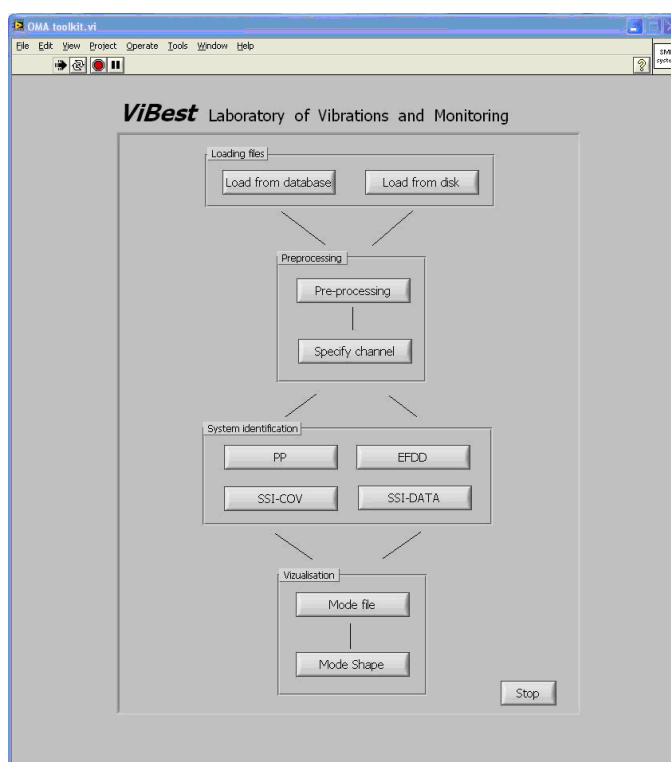 OMA toolkit.vi
File Edit View Project Operate Tools Window Help
?
ViBest Laboratory of Vibrations and Monitoring
Loading files
Load from database Load from disk
Preprocessing
Pre-processing
Specify channel
System identification
PP EFDD
SSI-COV SSI-DATA
Vizualisation
Mode file
Mode Shape
Stop